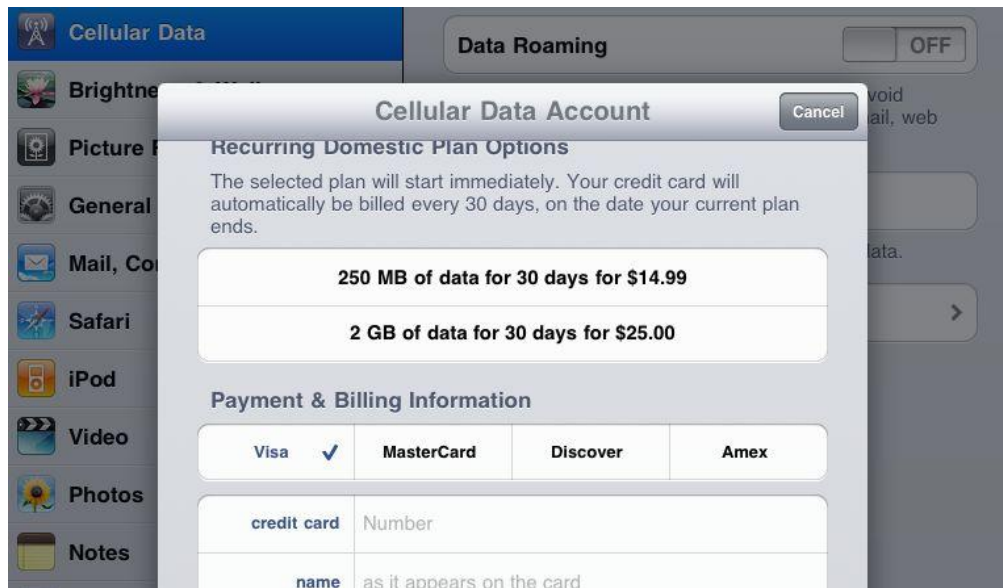 Cellular Data
Data Roaming
OFF
Brightne
void
ail, web
Cellular Data Account
Cancel
Picture
Recurring Domestic Plan Options
The selected plan will start immediately. Your credit card will
automatically be billed every 30 days, on the date your current plan
ends.
General
Mail, Co
data.
250 MB of data for 30 days for $14.99
2 GB of data for 30 days for $25.00
Safari
iPod
Payment & Billing Information
Video
Visa ✓ MasterCard Discover Amex
Photos
credit card Number
Notes
name as it appears on the card